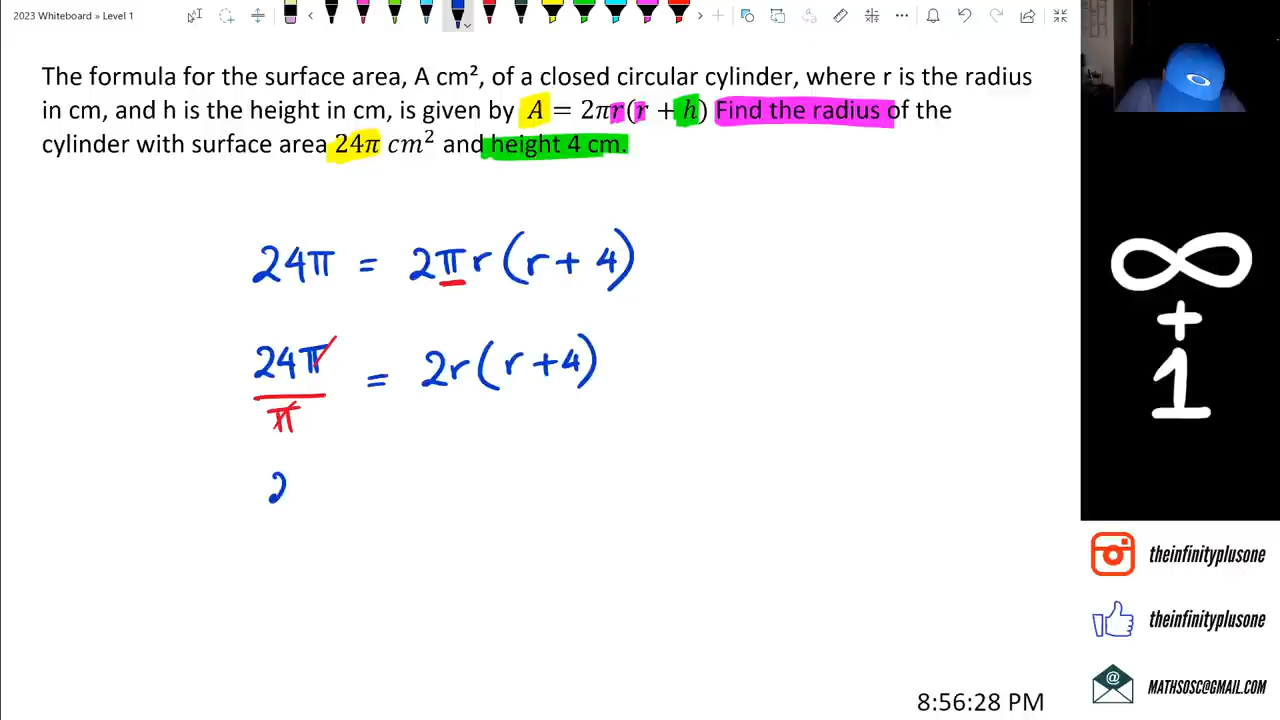 2023 Whiteboard » Level 1
The formula for the surface area, A cm², of a closed circular cylinder, where r is the radius
in cm, and h is the height in cm, is given by A = 2πr(r + h) Find the radius of the
cylinder with surface area 24π cm² and height 4 cm.
24π = 2πr(r + 4)
24π/π = 2r(r+4)
2
∞
+
1
theinfinityplusone
theinfinityplusone
MATHSOSC@GMAIL.COM
8:56:28 PM